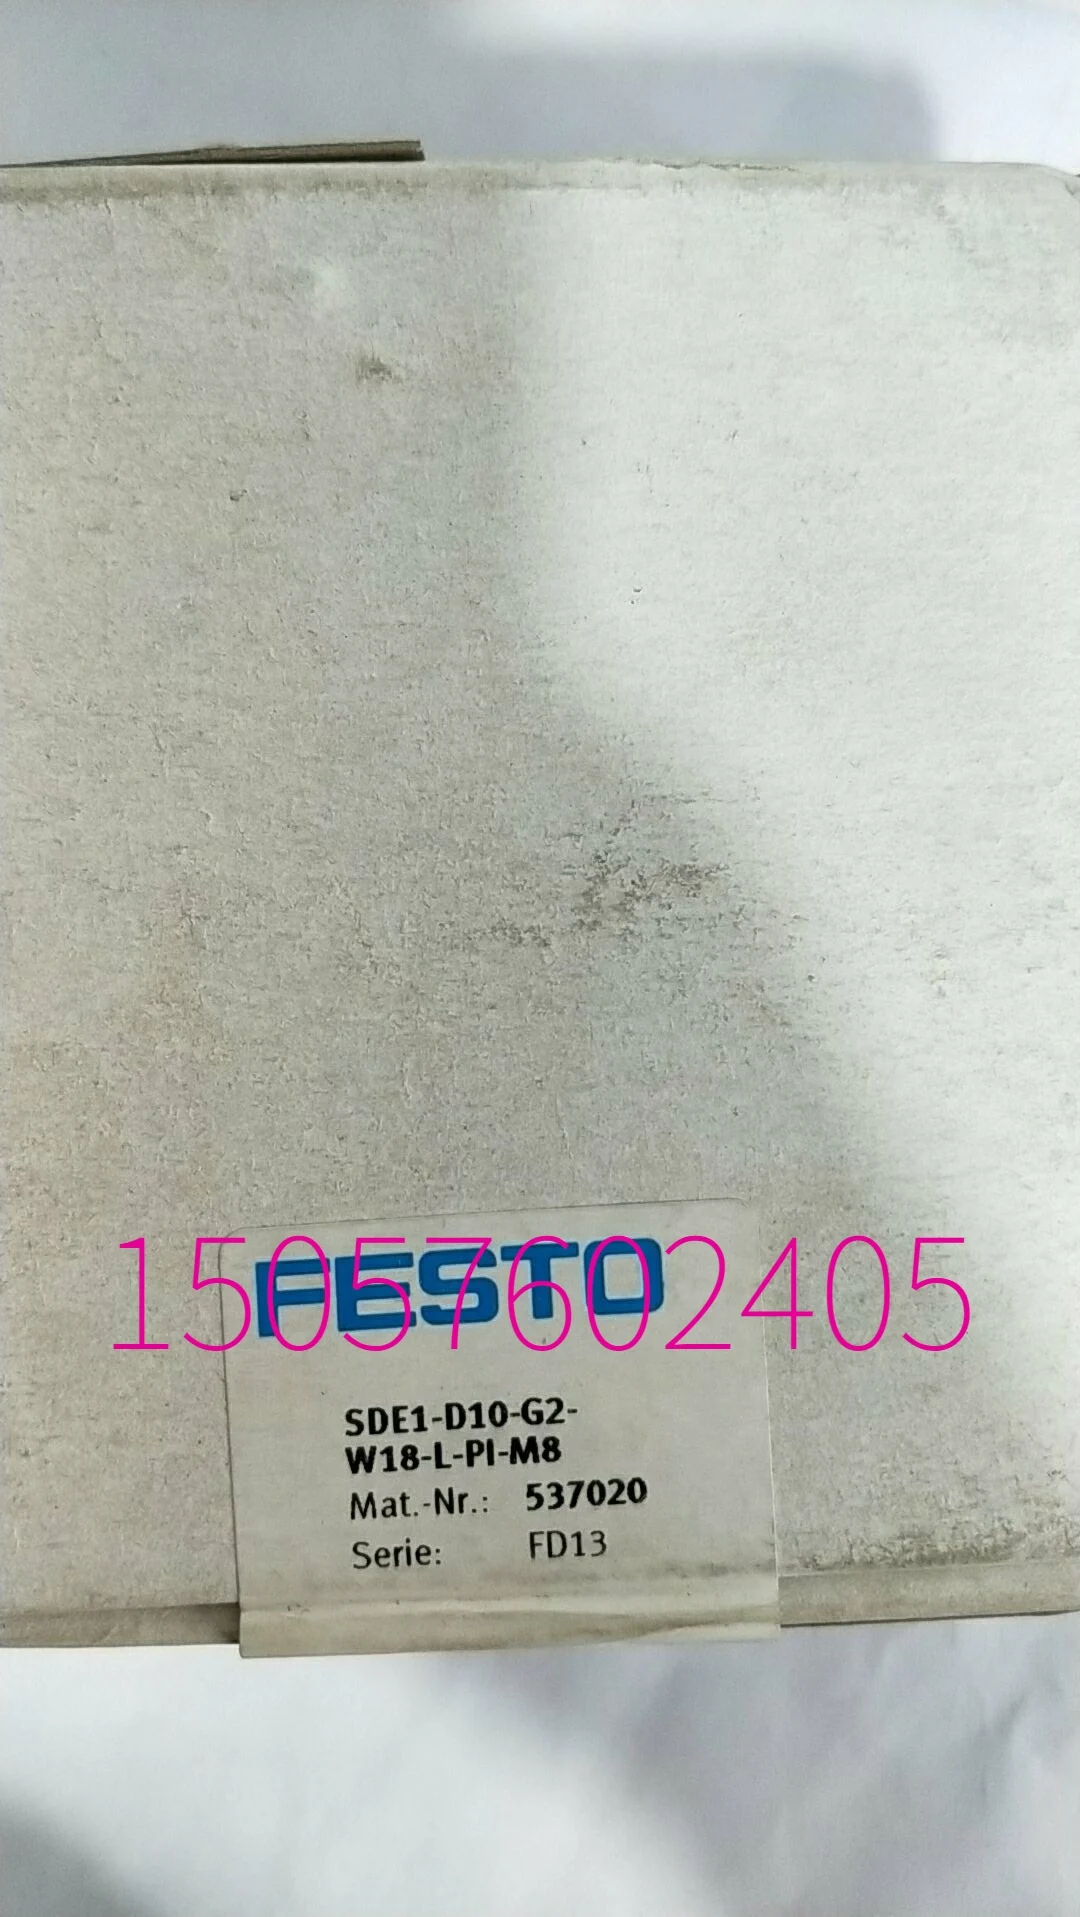 FESTO
15057602405
SDE1-D10-G2-
W18-L-PI-M8
Mat.-Nr.: 537020
Serie: FD13